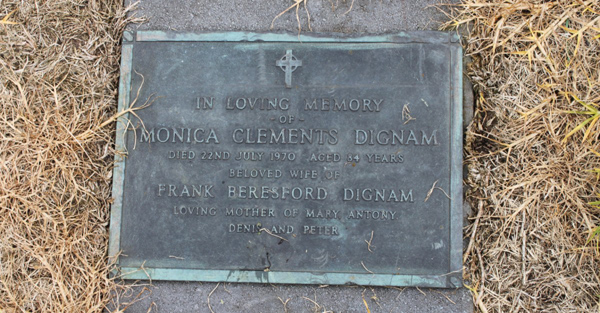 IN LOVING MEMORY
- OF -
MONICA CLEMENTS DIGNAM
DIED 22ND JULY 1970 AGED YEARS
BELOVED WIFE OF
FRANK BERESFORD DIGNAM
LOVING MOTHER OF MARY, ANTONY
DENIS AND PETER